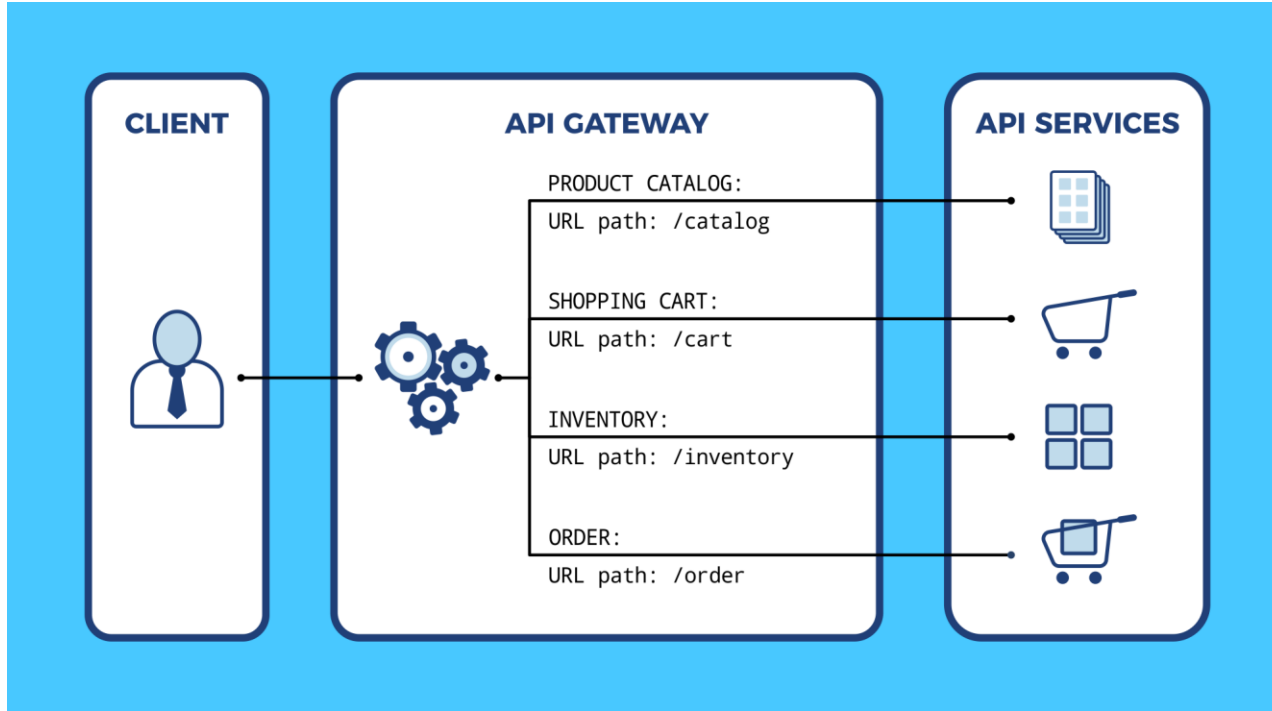 CLIENT
API GATEWAY
PRODUCT CATALOG:
URL path: /catalog
SHOPPING CART:
URL path: /cart
INVENTORY:
URL path: /inventory
ORDER:
URL path: /order
API SERVICES